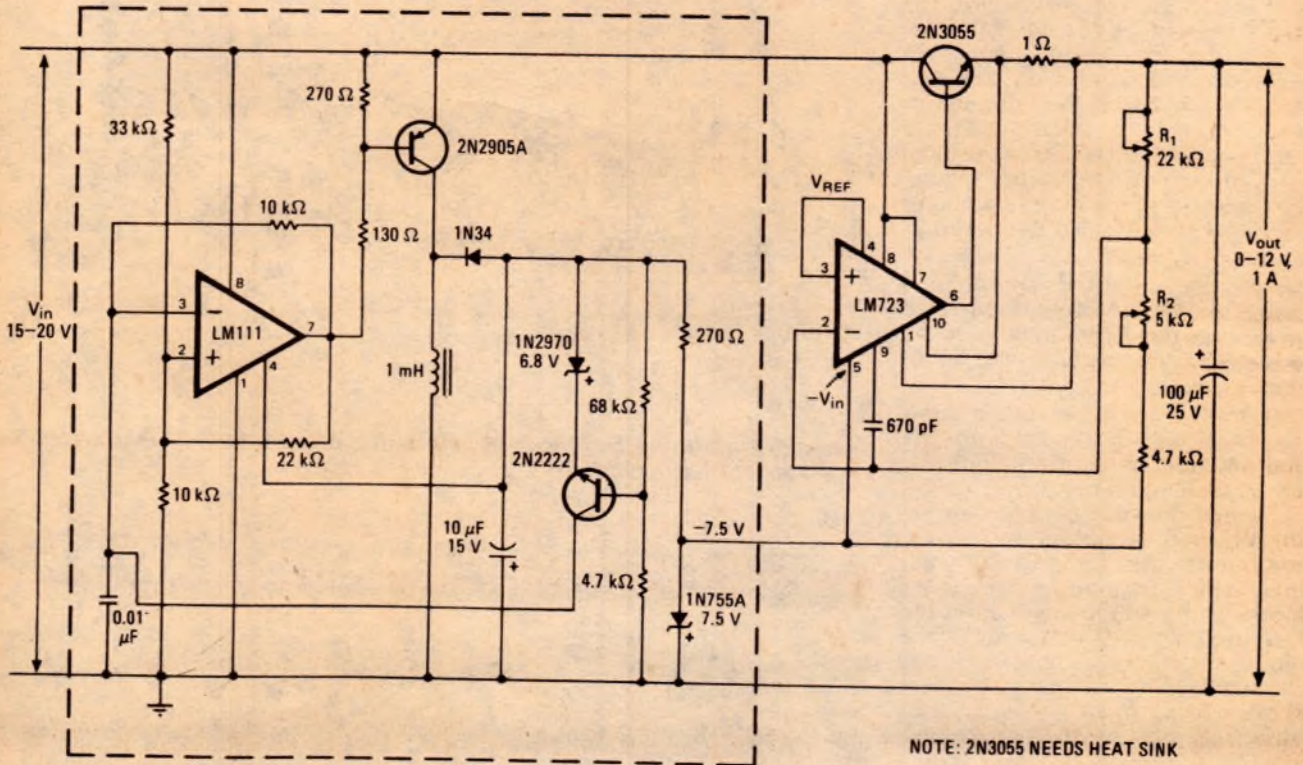 2N3055
1 Ω
270 Ω
33 kΩ
2N2905A
R1
22 kΩ
VREF
10 kΩ
130 Ω
1N34
Vin
15–20 V
8
3
–
LM111
7
2
+
1
4
4
8
3
+
7
LM723
6
2
–
1
10
5
9
–Vin
Vout
0–12 V,
1 A
R2
5 kΩ
1N2970
6.8 V
+
270 Ω
1 mH
68 kΩ
670 pF
+
100 μF
25 V
22 kΩ
2N2222
4.7 kΩ
10 kΩ
10 μF
15 V
+
–7.5 V
4.7 kΩ
1N755A
7.5 V
+
0.01
μF
NOTE: 2N3055 NEEDS HEAT SINK